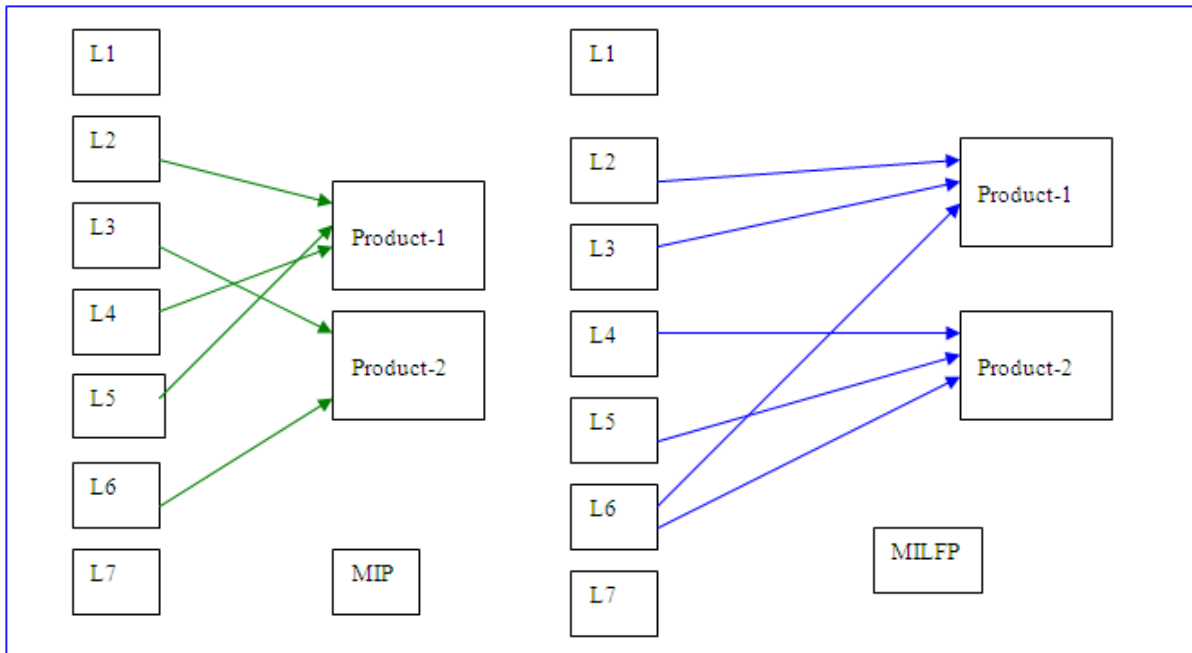 L1
L2
L3
L4
L5
L6
L7
Product-1
Product-2
MIP
L1
L2
L3
L4
L5
L6
L7
Product-1
Product-2
MILFP